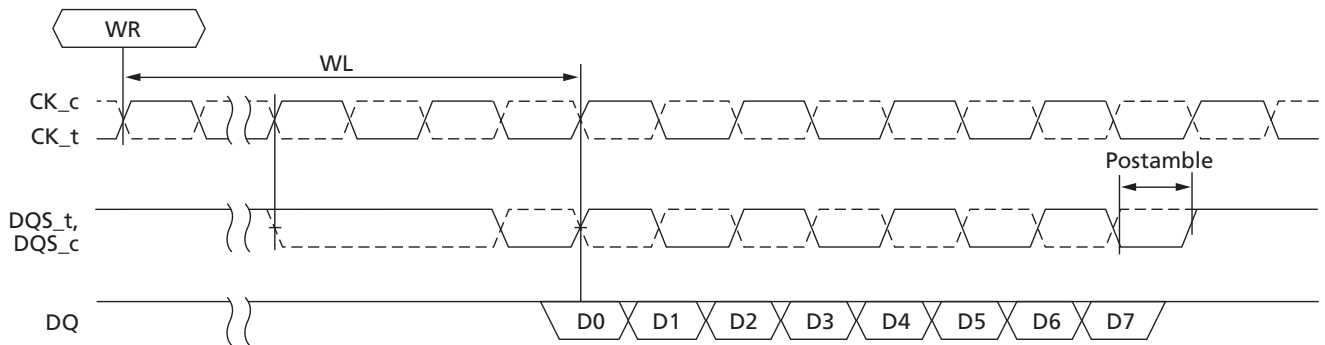 WR
WL
CK_c
CK_t
Postamble
DQS_t,
DQS_c
DQ
D0 D1 D2 D3 D4 D5 D6 D7